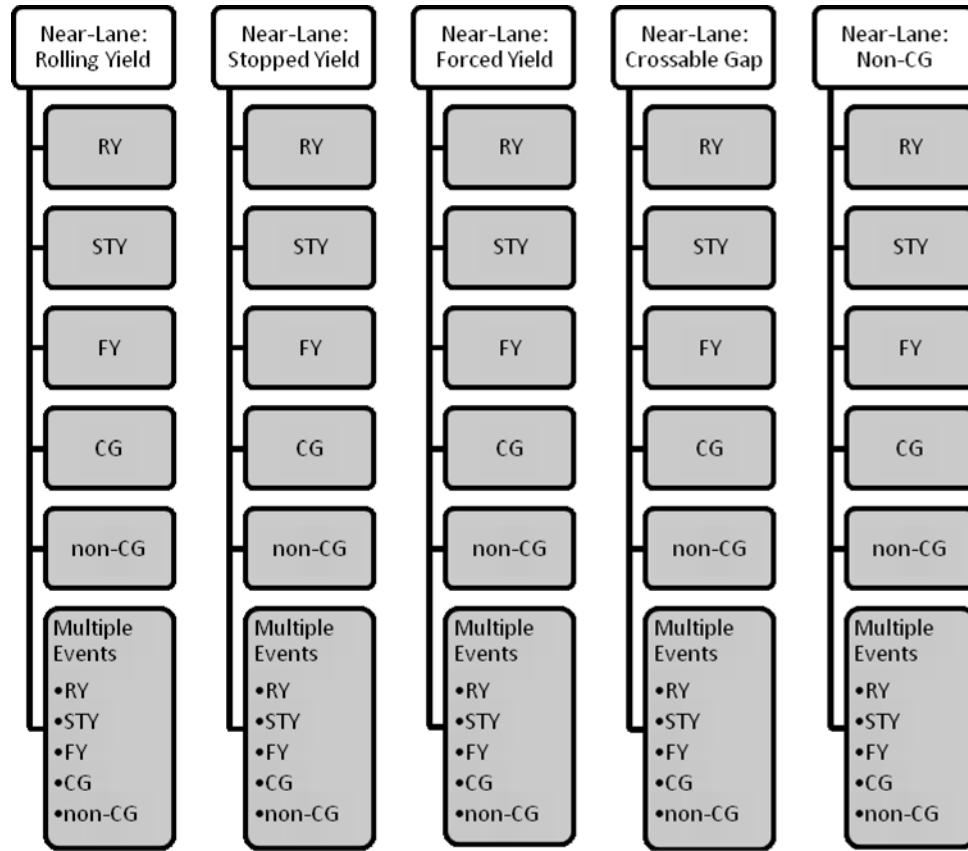 Near-Lane:
Rolling Yield
RY
STY
FY
CG
non-CG
Multiple
Events
•RY
•STY
•FY
•CG
•non-CG
Near-Lane:
Stopped Yield
RY
STY
FY
CG
non-CG
Multiple
Events
•RY
•STY
•FY
•CG
•non-CG
Near-Lane:
Forced Yield
RY
STY
FY
CG
non-CG
Multiple
Events
•RY
•STY
•FY
•CG
•non-CG
Near-Lane:
Crossable Gap
RY
STY
FY
CG
non-CG
Multiple
Events
•RY
•STY
•FY
•CG
•non-CG
Near-Lane:
Non-CG
RY
STY
FY
CG
non-CG
Multiple
Events
•RY
•STY
•FY
•CG
•non-CG